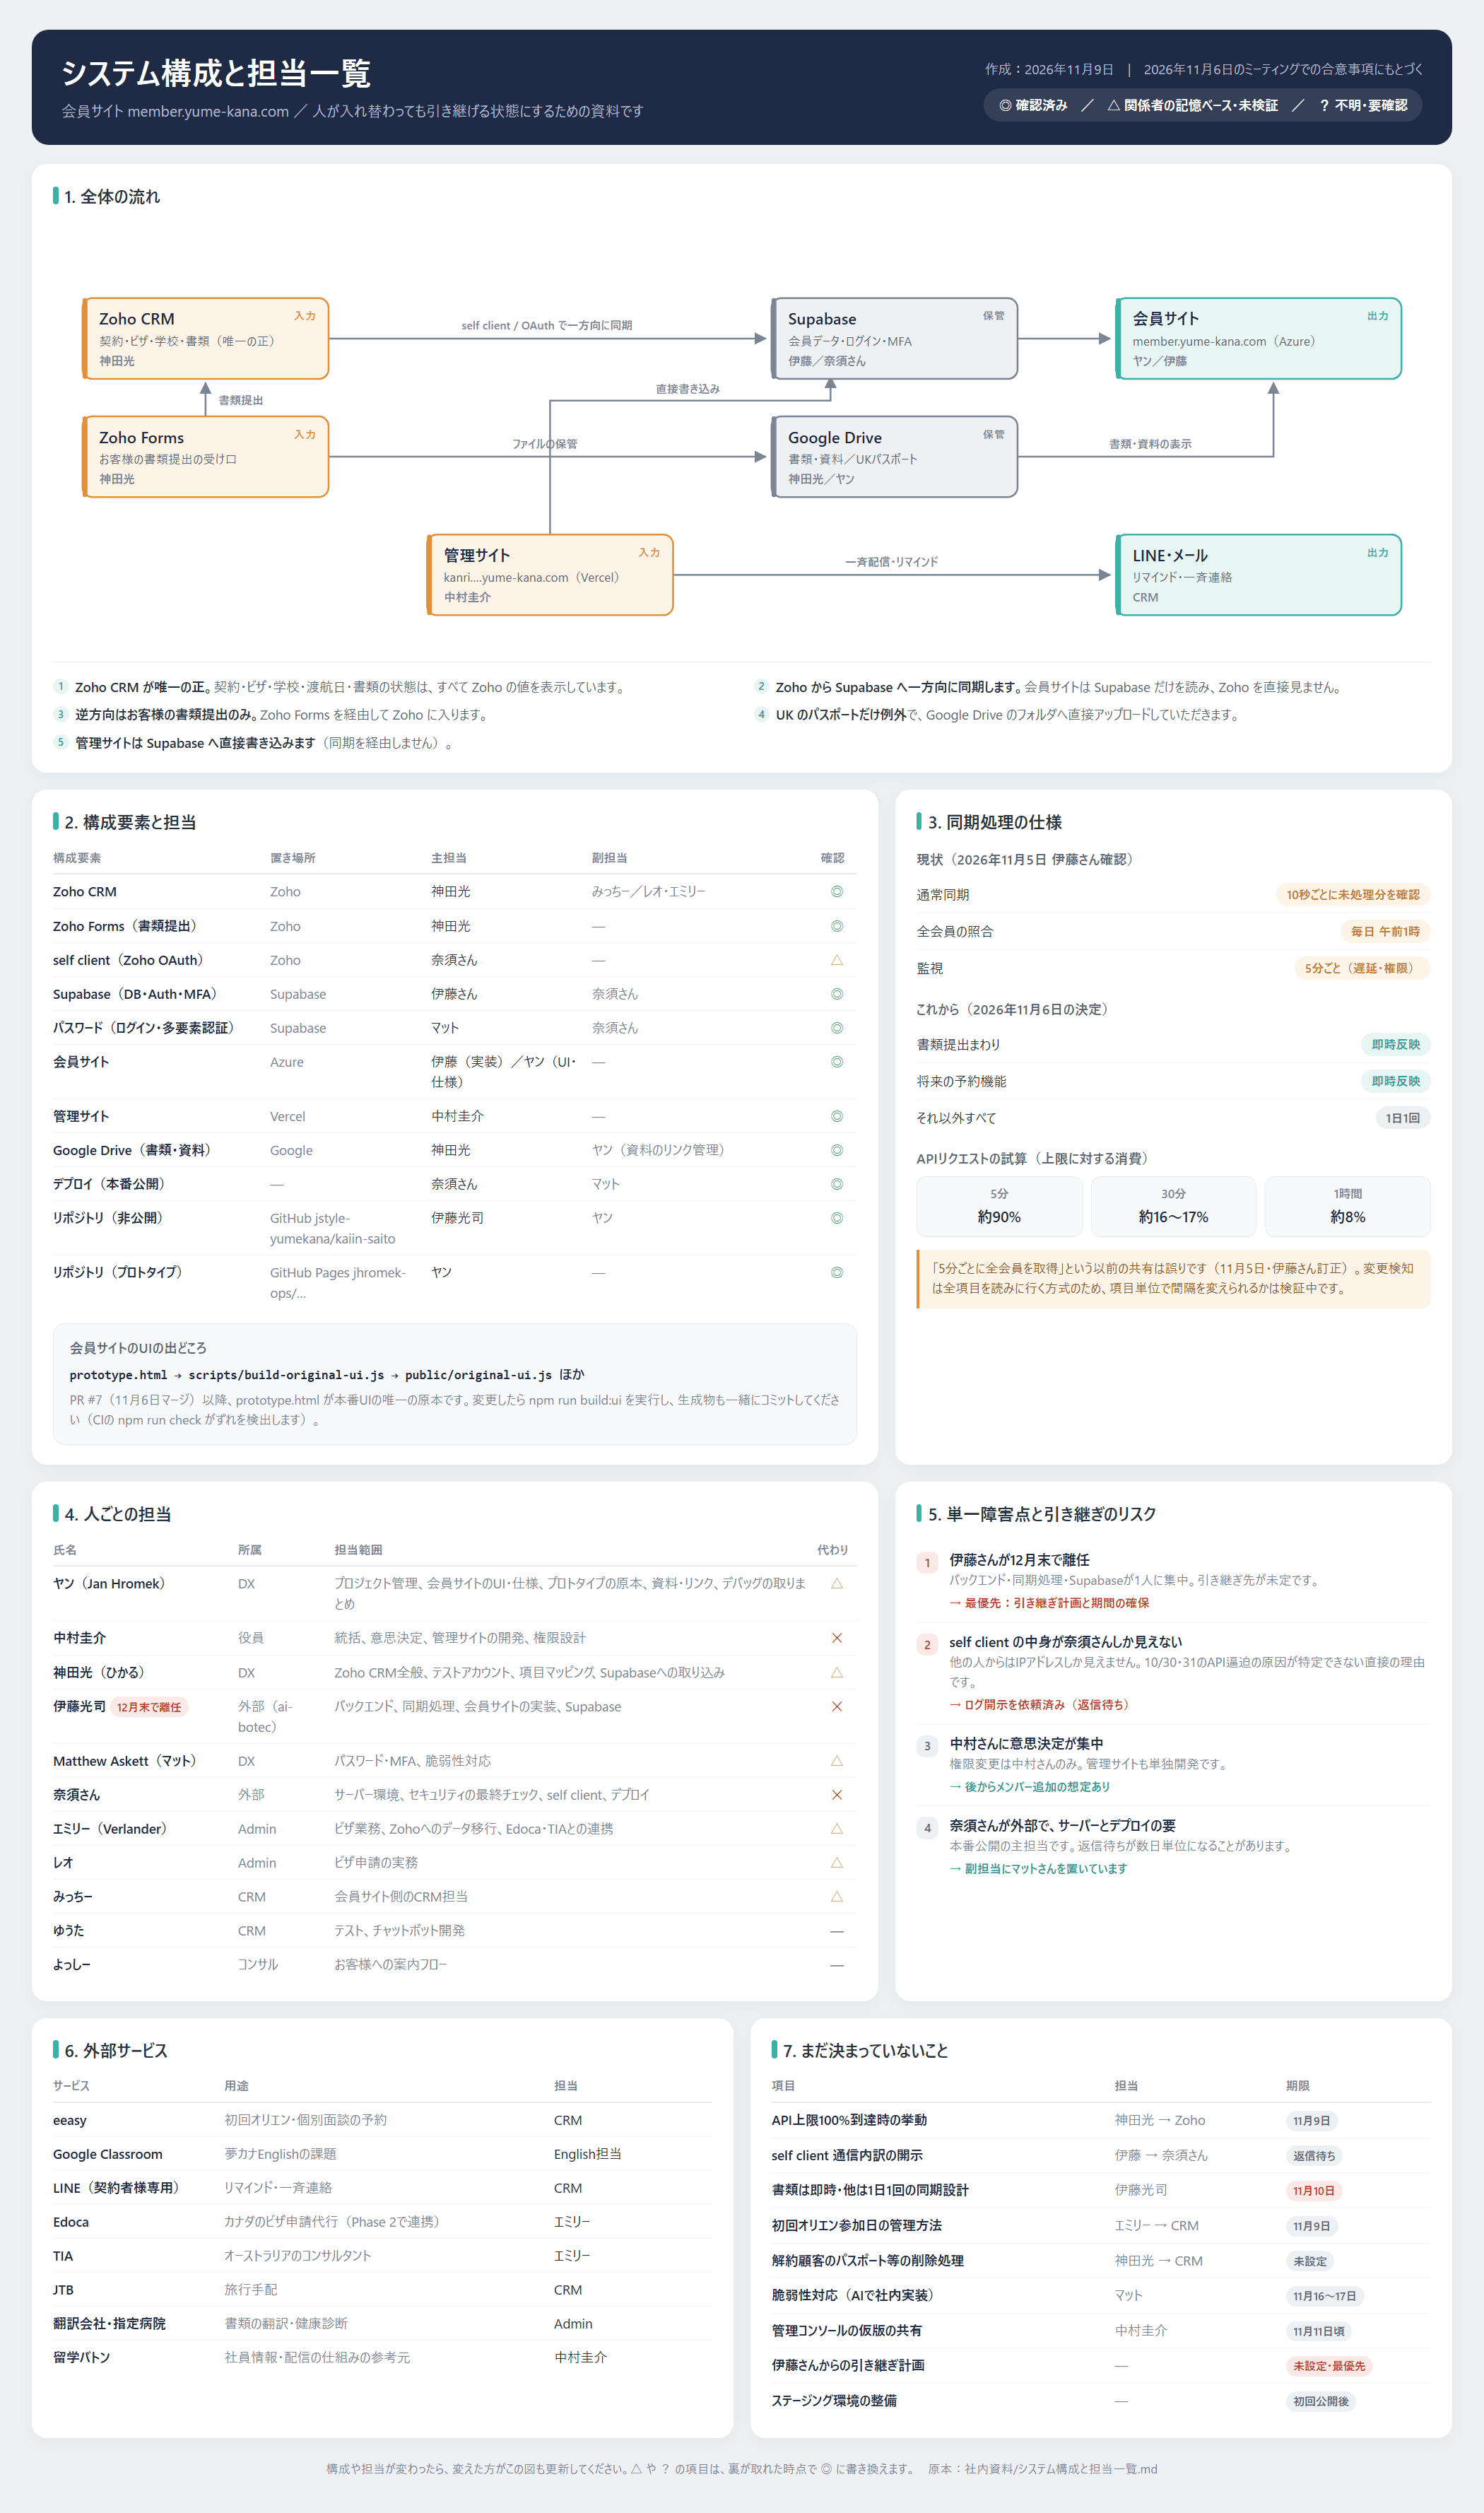 システム構成と担当一覧
会員サイト member.yume-kana.com ／ 人が入れ替わっても引き継げる状態にするための資料です
作成：2026年11月9日 ｜ 2026年11月6日のミーティングでの合意事項にもとづく
◎ 確認済み ／ △ 関係者の記憶ベース・未検証 ／ ？ 不明・要確認
1. 全体の流れ
Zoho CRM 入力
契約・ビザ・学校・書類（唯一の正）
神田光
self client / OAuth で一方向に同期
Supabase 保管
会員データ・ログイン・MFA
伊藤／奈須さん
会員サイト 出力
member.yume-kana.com（Azure）
ヤン／伊藤
書類提出
直接書き込み
Zoho Forms 入力
お客様の書類提出の受け口
神田光
ファイルの保管
Google Drive 保管
書類・資料／UKパスポート
神田光／ヤン
書類・資料の表示
管理サイト 入力
kanri....yume-kana.com（Vercel）
中村圭介
一斉配信・リマインド
LINE・メール 出力
リマインド・一斉連絡
CRM
1 Zoho CRM が唯一の正。契約・ビザ・学校・渡航日・書類の状態は、すべて Zoho の値を表示しています。
2 Zoho から Supabase へ一方向に同期します。会員サイトは Supabase だけを読み、Zoho を直接見ません。
3 逆方向はお客様の書類提出のみ。Zoho Forms を経由して Zoho に入ります。
4 UK のパスポートだけ例外で、Google Drive のフォルダへ直接アップロードしていただきます。
5 管理サイトは Supabase へ直接書き込みます（同期を経由しません）。
2. 構成要素と担当
構成要素 置き場所 主担当 副担当 確認
Zoho CRM Zoho 神田光 みっちー／レオ・エミリー ◎
Zoho Forms（書類提出） Zoho 神田光 — ◎
self client（Zoho OAuth） Zoho 奈須さん — △
Supabase（DB・Auth・MFA） Supabase 伊藤さん 奈須さん ◎
パスワード（ログイン・多要素認証） Supabase マット 奈須さん ◎
会員サイト Azure 伊藤（実装）／ヤン（UI・ — ◎
仕様）
管理サイト Vercel 中村圭介 — ◎
Google Drive（書類・資料） Google 神田光 ヤン（資料のリンク管理） ◎
デプロイ（本番公開） — 奈須さん マット ◎
リポジトリ（非公開） GitHub jstyle- 伊藤光司 ヤン ◎
yumekana/kaiin-saito
リポジトリ（プロトタイプ） GitHub Pages jhromek- ヤン — ◎
ops/...
会員サイトのUIの出どころ
prototype.html → scripts/build-original-ui.js → public/original-ui.js ほか
PR #7（11月6日マージ）以降、prototype.html が本番UIの唯一の原本です。変更したら npm run build:ui を実行し、生成物も一緒にコミットしてくださ
い（CIの npm run check がずれを検出します）。
3. 同期処理の仕様
現状（2026年11月5日 伊藤さん確認）
通常同期 10秒ごとに未処理分を確認
全会員の照合 毎日 午前1時
監視 5分ごと（遅延・権限）
これから（2026年11月6日の決定）
書類提出まわり 即時反映
将来の予約機能 即時反映
それ以外すべて 1日1回
APIリクエストの試算（上限に対する消費）
5分 30分 1時間
約90% 約16～17% 約8%
「5分ごとに全会員を取得」という以前の共有は誤りです（11月5日・伊藤さん訂正）。変更検知
は全項目を読みに行く方式のため、項目単位で間隔を変えられるかは検証中です。
4. 人ごとの担当
氏名 所属 担当範囲 代わり
ヤン（Jan Hromek） DX プロジェクト管理、会員サイトのUI・仕様、プロトタイプの原本、資料・リンク、デバッグの取りま △
とめ
中村圭介 役員 統括、意思決定、管理サイトの開発、権限設計 ×
神田光（ひかる） DX Zoho CRM全般、テストアカウント、項目マッピング、Supabaseへの取り込み △
伊藤光司 12月末で離任 外部（ai- バックエンド、同期処理、会員サイトの実装、Supabase ×
botec）
Matthew Askett（マット） DX パスワード・MFA、脆弱性対応 △
奈須さん 外部 サーバー環境、セキュリティの最終チェック、self client、デプロイ ×
エミリー（Verlander） Admin ビザ業務、Zohoへのデータ移行、Edoca・TIAとの連携 △
レオ Admin ビザ申請の実務 △
みっちー CRM 会員サイト側のCRM担当 △
ゆうた CRM テスト、チャットボット開発 —
よっしー コンサル お客様への案内フロー —
5. 単一障害点と引き継ぎのリスク
1 伊藤さんが12月末で離任
バックエンド・同期処理・Supabaseが1人に集中。引き継ぎ先が未定です。
→ 最優先：引き継ぎ計画と期間の確保
2 self client の中身が奈須さんしか見えない
他の人からはIPアドレスしか見えません。10/30・31のAPI逼迫の原因が特定できない直接の理由
です。
→ ログ開示を依頼済み（返信待ち）
3 中村さんに意思決定が集中
権限変更は中村さんのみ。管理サイトも単独開発です。
→ 後からメンバー追加の想定あり
4 奈須さんが外部で、サーバーとデプロイの要
本番公開の主担当です。返信待ちが数日単位になることがあります。
→ 副担当にマットさんを置いています
6. 外部サービス
サービス 用途 担当
eeasy 初回オリエン・個別面談の予約 CRM
Google Classroom 夢カナEnglishの課題 English担当
LINE（契約者様専用） リマインド・一斉連絡 CRM
Edoca カナダのビザ申請代行（Phase 2で連携） エミリー
TIA オーストラリアのコンサルタント エミリー
JTB 旅行手配 CRM
翻訳会社・指定病院 書類の翻訳・健康診断 Admin
留学バトン 社員情報・配信の仕組みの参考元 中村圭介
7. まだ決まっていないこと
項目 担当 期限
API上限100%到達時の挙動 神田光 → Zoho 11月9日
self client 通信内訳の開示 伊藤 → 奈須さん 返信待ち
書類は即時・他は1日1回の同期設計 伊藤光司 11月10日
初回オリエン参加日の管理方法 エミリー → CRM 11月9日
解約顧客のパスポート等の削除処理 神田光 → CRM 未設定
脆弱性対応（AIで社内実装） マット 11月16～17日
管理コンソールの仮版の共有 中村圭介 11月11日頃
伊藤さんからの引き継ぎ計画 — 未設定・最優先
ステージング環境の整備 — 初回公開後
構成や担当が変わったら、変えた方がこの図も更新してください。△ や ？ の項目は、裏が取れた時点で ◎ に書き換えます。 原本：社内資料/システム構成と担当一覧.md